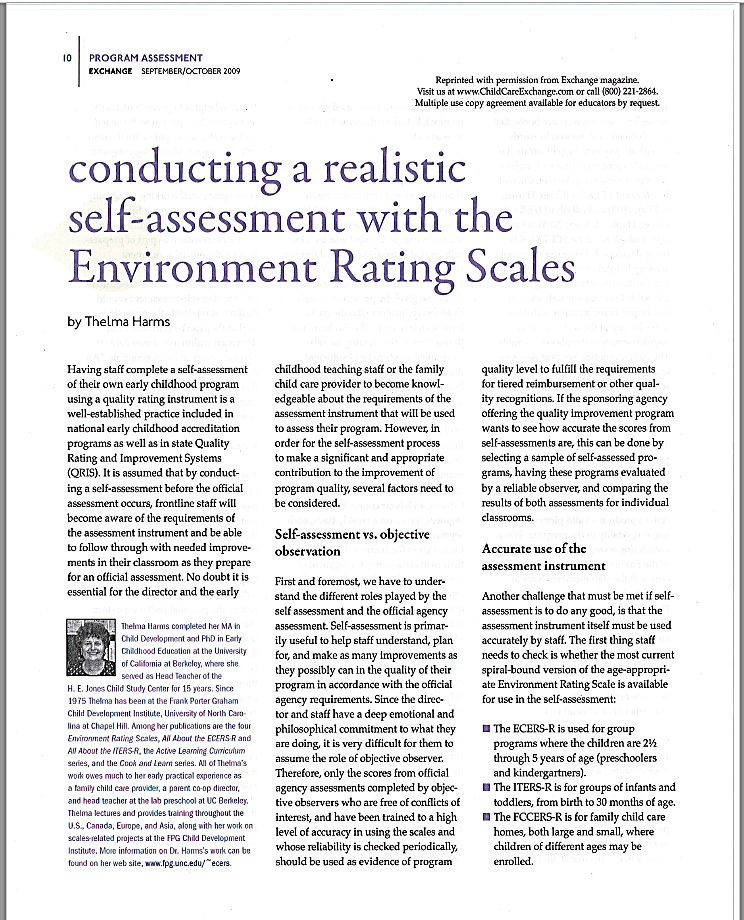 10
PROGRAM ASSESSMENT
EXCHANGE SEPTEMBER/OCTOBER 2009
Reprinted with permission from Exchange magazine.
Visit us at www.ChildCareExchange.com or call (800) 221-2864.
Multiple use copy agreement available for educators by request.
conducting a realistic
self-assessment with the
Environment Rating Scales
by Thelma Harms
Having staff complete a self-assessment
of their own early childhood program
using a quality rating instrument is a
well-established practice included in
national early childhood accreditation
programs as well as in state Quality
Rating and Improvement Systems
(QRIS). It is assumed that by conduct-
ing a self-assessment before the official
assessment occurs, frontline staff will
become aware of the requirements of
the assessment instrument and be able
to follow through with needed improve-
ments in their classroom as they prepare
for an official assessment. No doubt it is
essential for the director and the early
Thelma Harms completed her MA in
Child Development and PhD in Early
Childhood Education at the University
of California at Berkeley, where she
served as Head Teacher of the
H. E. Jones Child Study Center for 15 years. Since
1975 Thelma has been at the Frank Porter Graham
Child Development Institute, University of North Caro-
lina at Chapel Hill. Among her publications are the four
Environment Rating Scales, All About the ECERS-R and
All About the ITERS-R, the Active Learning Curriculum
series, and the Cook and Learn series. All of Thelma's
work owes much to her early practical experience as
a family child care provider, a parent co-op director,
and head teacher at the lab preschool at UC Berkeley.
Thelma lectures and provides training throughout the
U.S., Canada, Europe, and Asia, along with her work on
scales-related projects at the FPG Child Development
Institute. More information on Dr. Harms's work can be
found on her web site, www.fpg.unc.edu/~ecers.
childhood teaching staff or the family
child care provider to become knowl-
edgeable about the requirements of the
assessment instrument that will be used
to assess their program. However, in
order for the self-assessment process
to make a significant and appropriate
contribution to the improvement of
program quality, several factors need to
be considered.
Self-assessment vs. objective
observation
First and foremost, we have to under-
stand the different roles played by the
self assessment and the official agency
assessment. Self-assessment is primar-
ily useful to help staff understand, plan
for, and make as many improvements as
they possibly can in the quality of their
program in accordance with the official
agency requirements. Since the direc-
tor and staff have a deep emotional and
philosophical commitment to what they
are doing, it is very difficult for them to
assume the role of objective observer.
Therefore, only the scores from official
agency assessments completed by objec-
tive observers who are free of conflicts of
interest, and have been trained to a high
level of accuracy in using the scales and
whose reliability is checked periodically,
should be used as evidence of program
quality level to fulfill the requirements
for tiered reimbursement or other qual-
ity recognitions. If the sponsoring agency
offering the quality improvement program
wants to see how accurate the scores from
self-assessments are, this can be done by
selecting a sample of self-assessed pro-
grams, having these programs evaluated
by a reliable observer, and comparing the
results of both assessments for individual
classrooms.
Accurate use of the
assessment instrument
Another challenge that must be met if self-
assessment is to do any good, is that the
assessment instrument itself must be used
accurately by staff. The first thing staff
needs to check is whether the most current
spiral-bound version of the age-appropri-
ate Environment Rating Scale is available
for use in the self-assessment:
■ The ECERS-R is used for group
programs where the children are 2½
through 5 years of age (preschoolers
and kindergartners).
■ The ITERS-R is for groups of infants and
toddlers, from birth to 30 months of age.
■ The FCCERS-R is for family child care
homes, both large and small, where
children of different ages may be
enrolled.